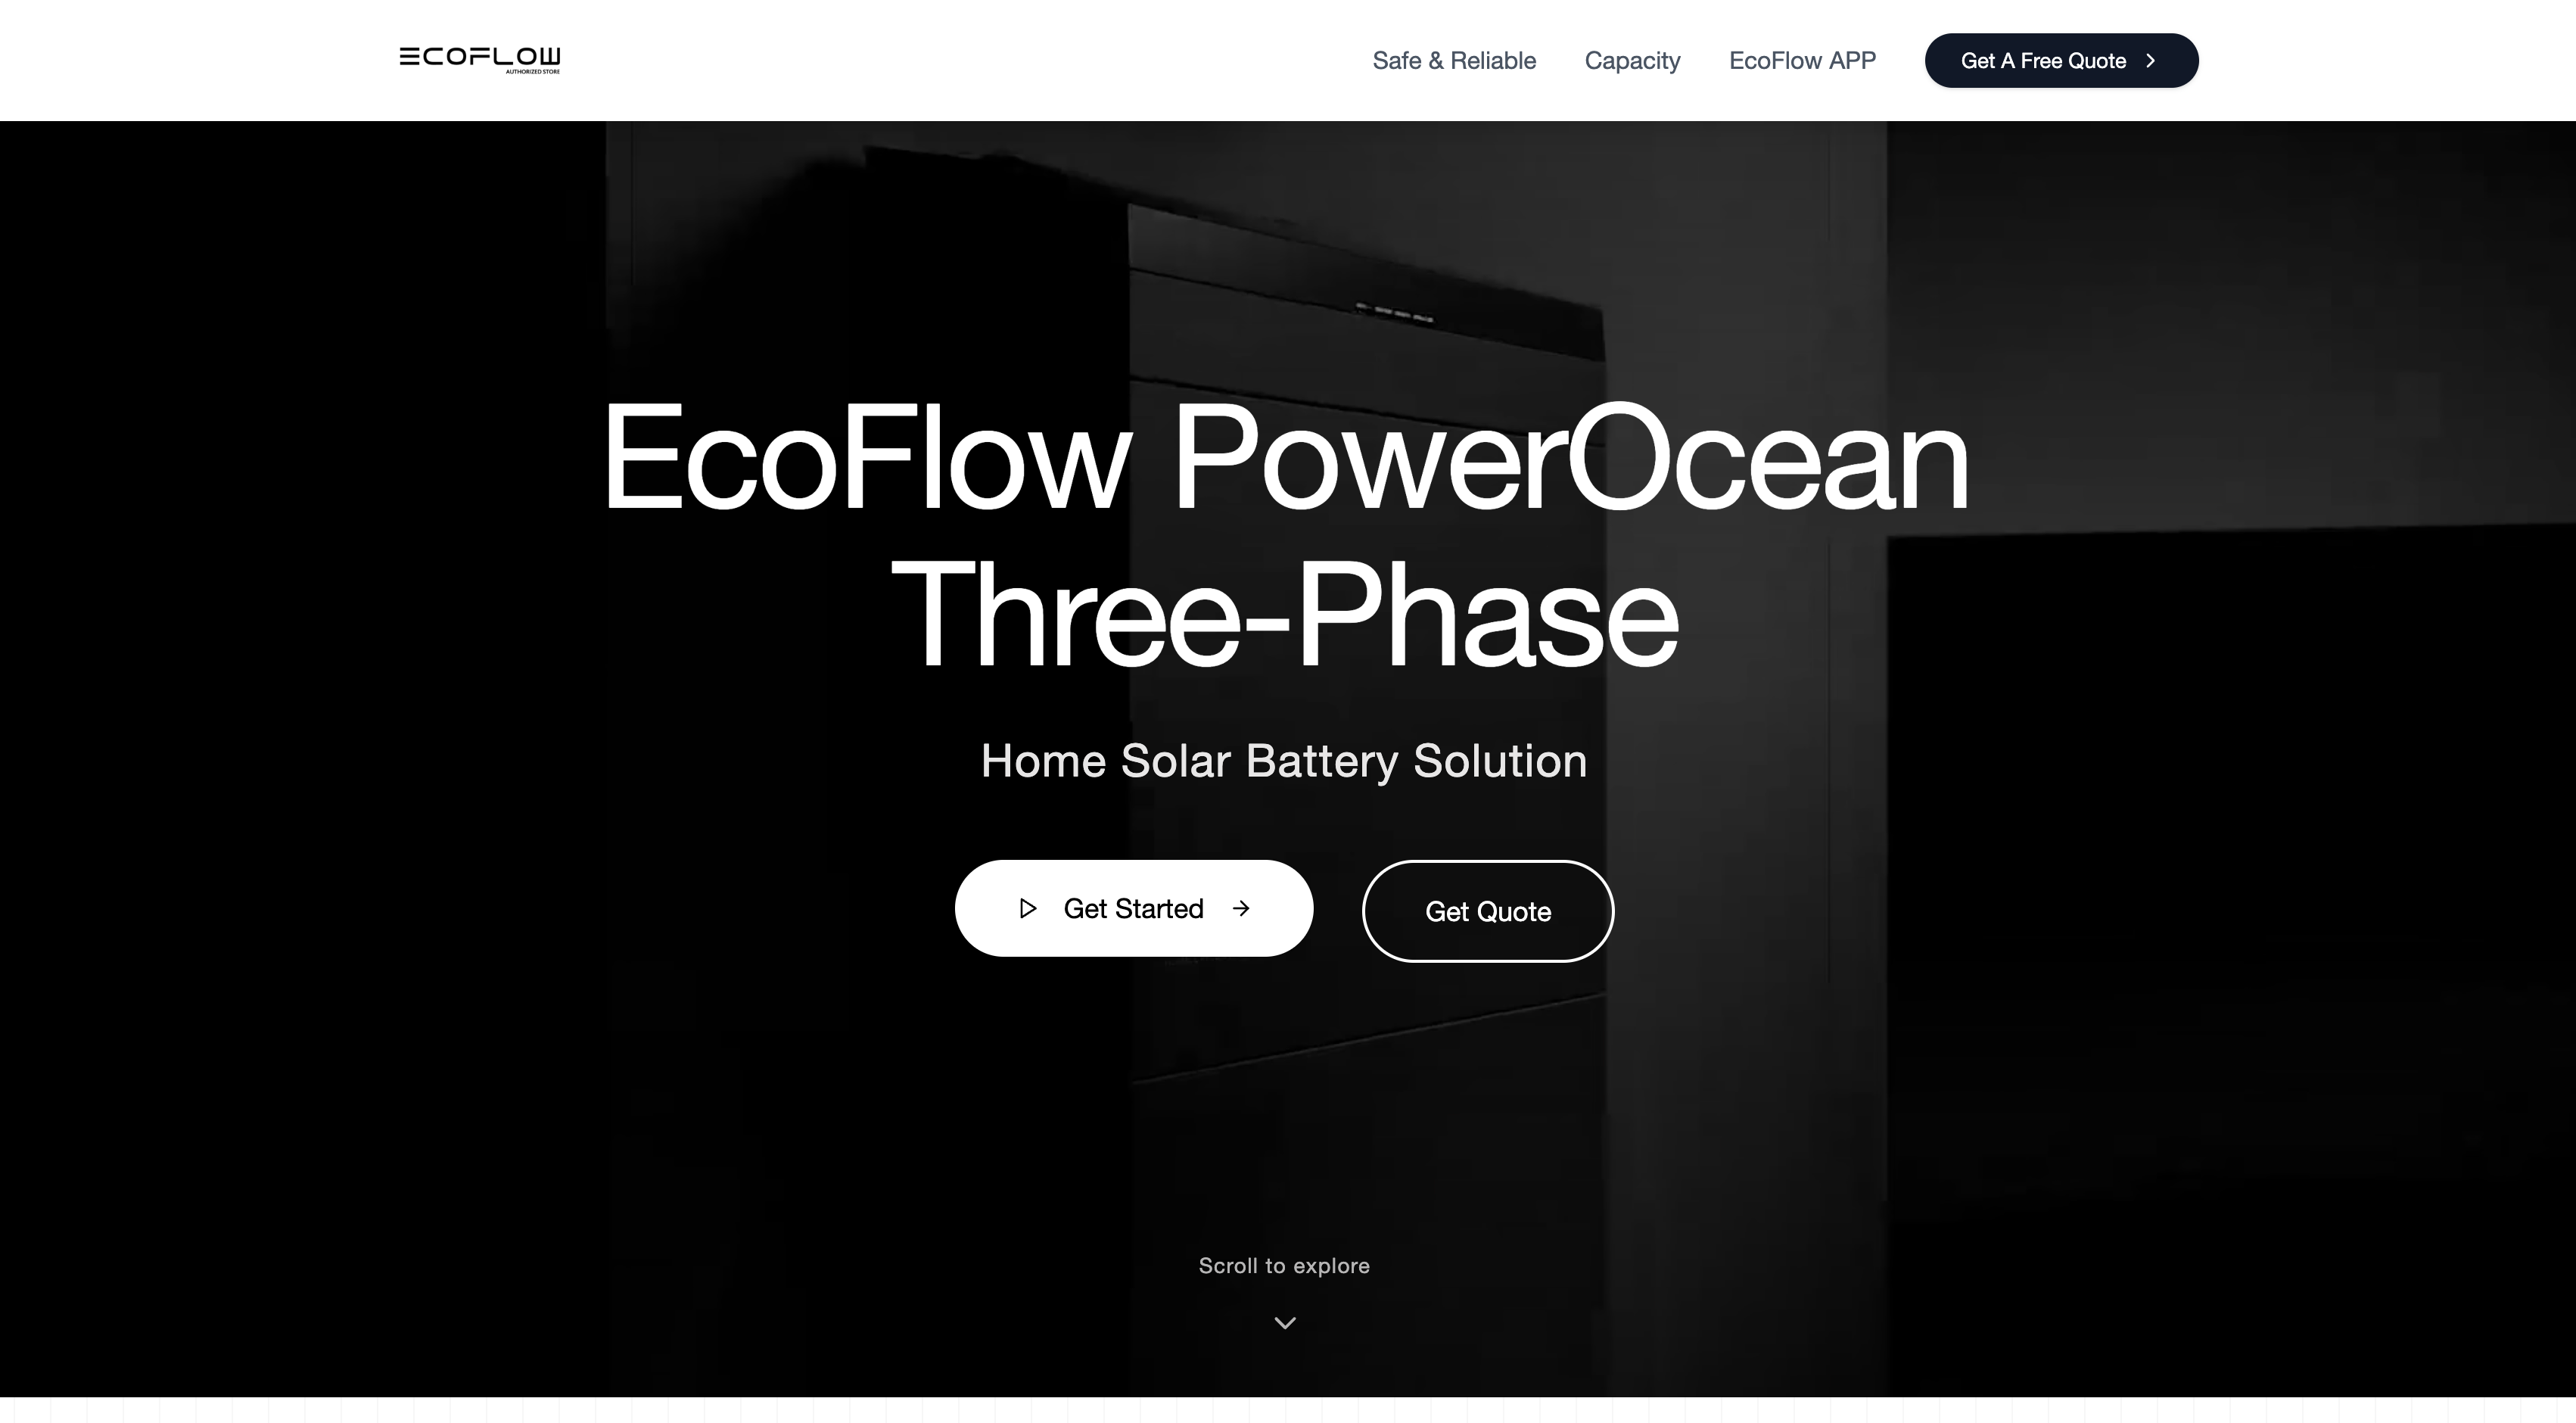 ECOFLOW
AUTHORIZED STORE
Safe & Reliable
Capacity
EcoFlow APP
Get A Free Quote
EcoFlow PowerOcean
Three-Phase
Home Solar Battery Solution
Get Started
Get Quote
Scroll to explore